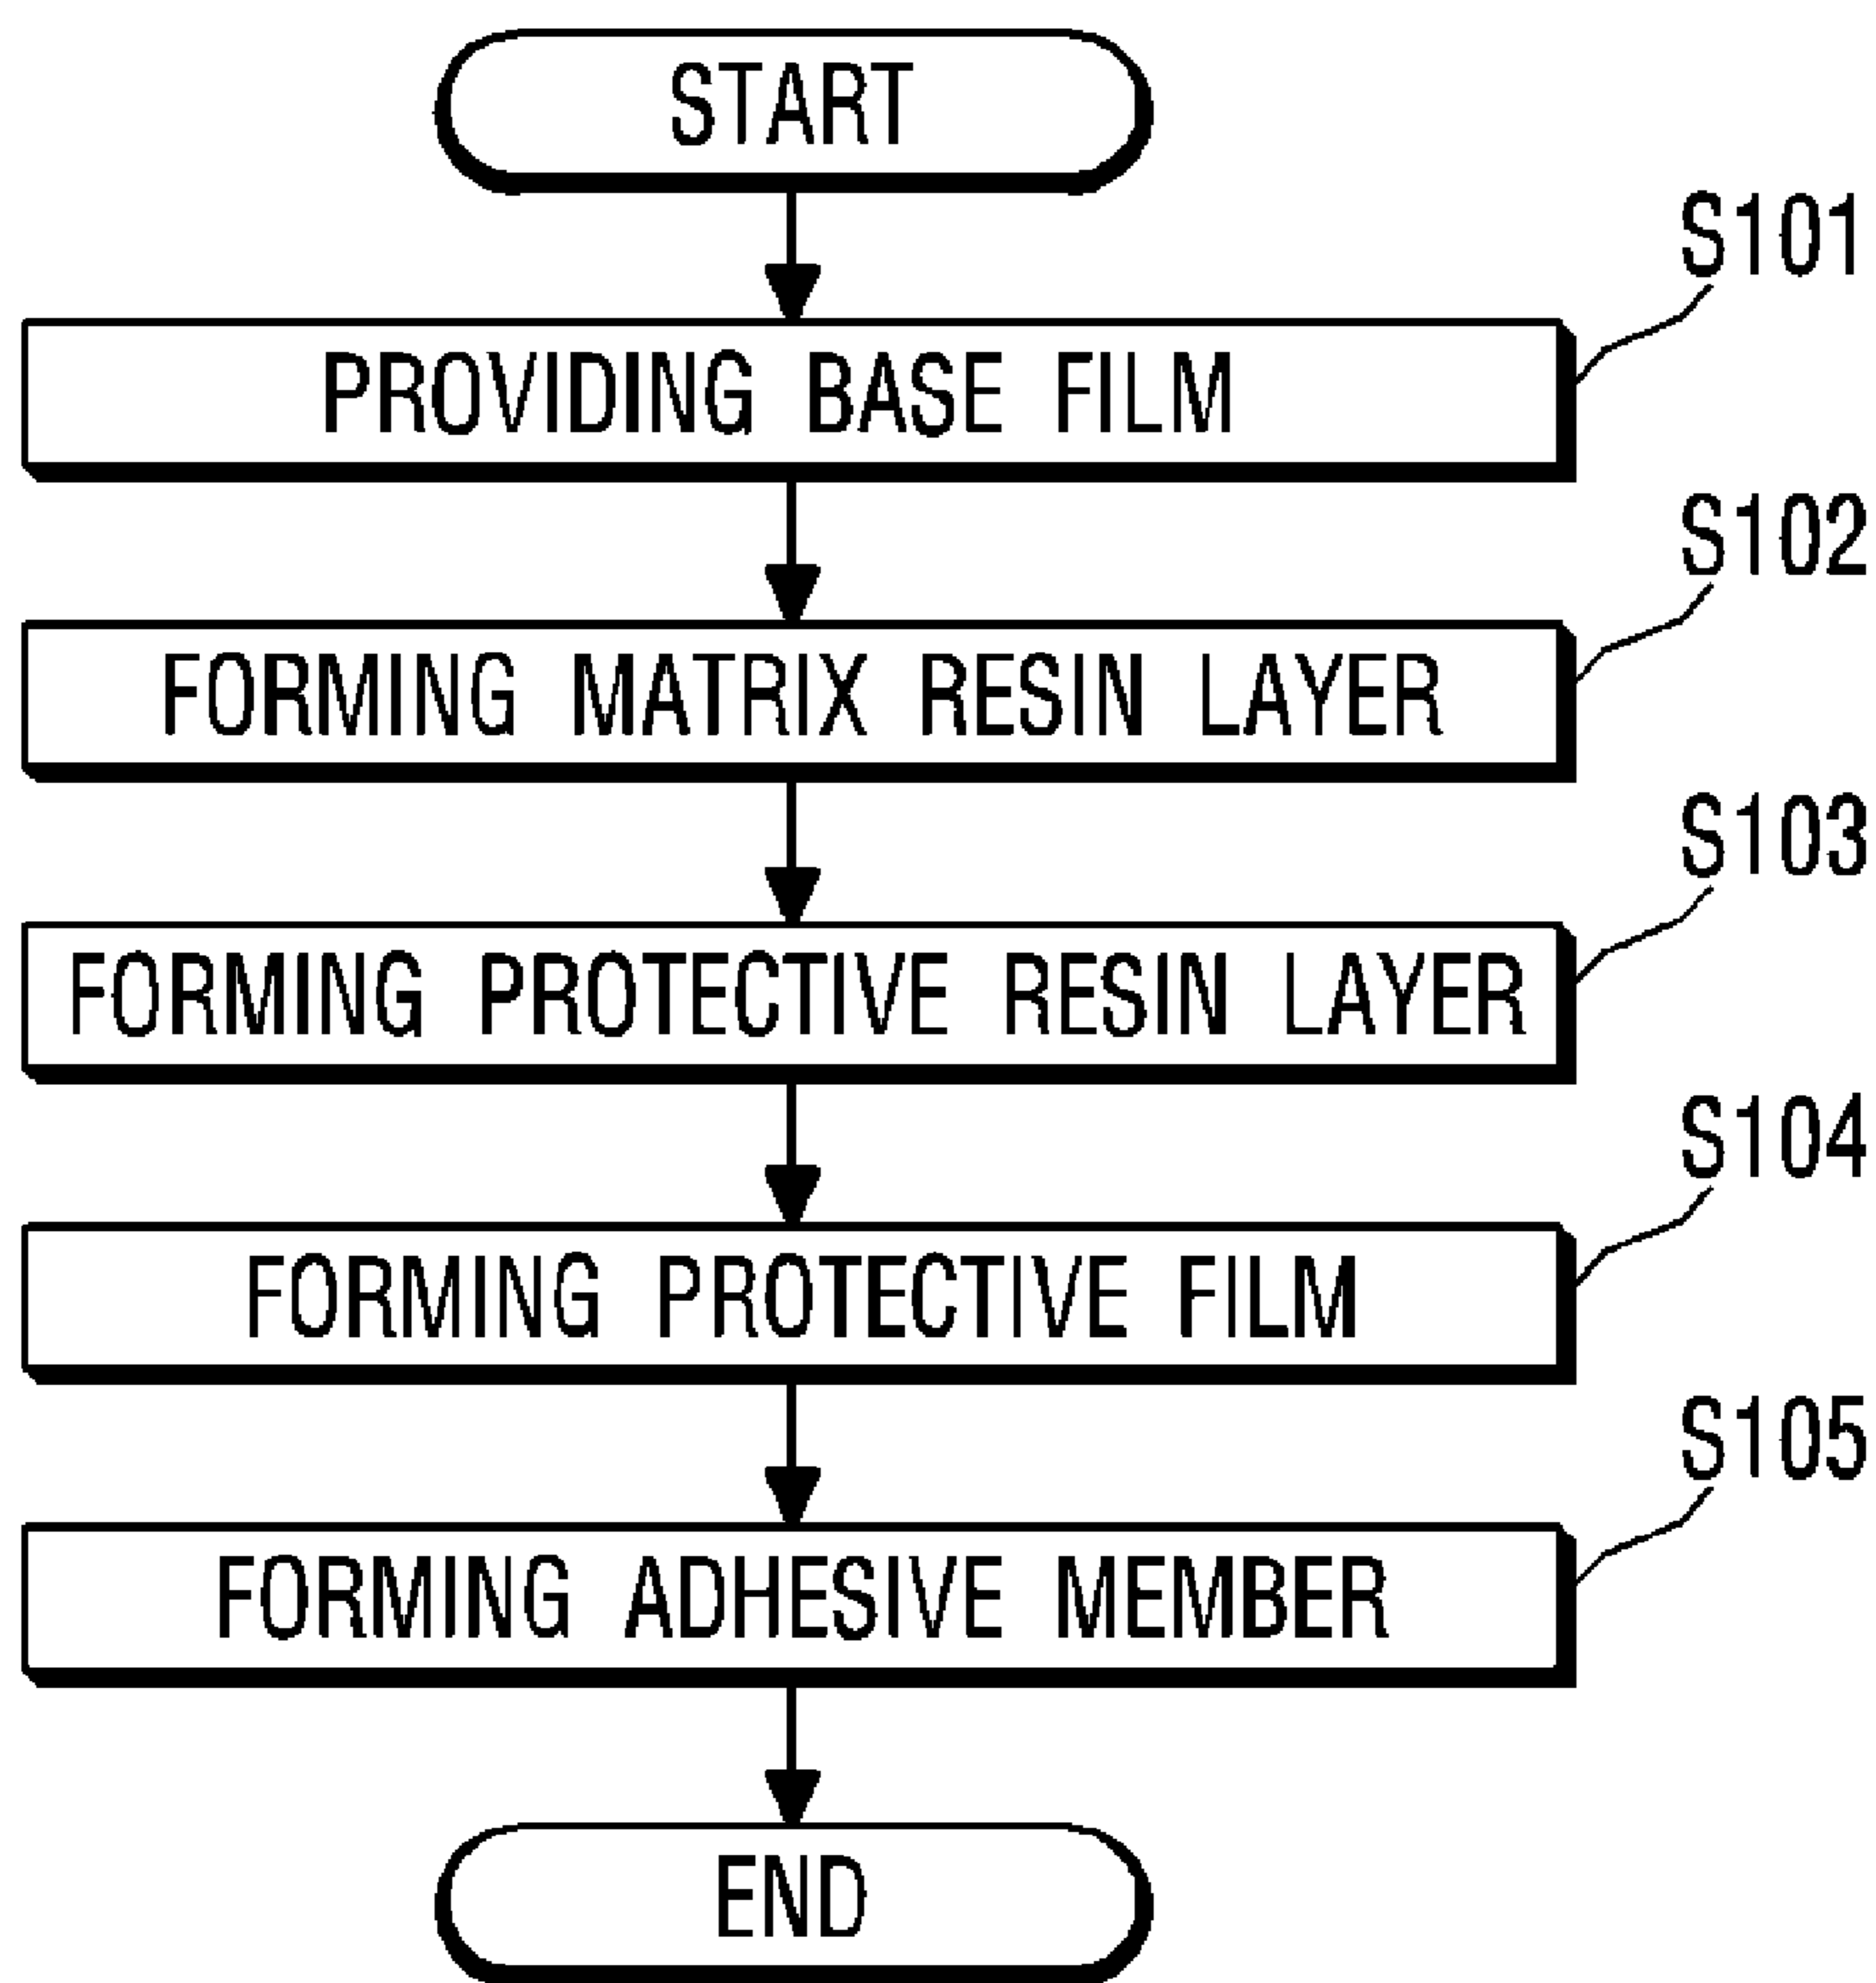 START
S101
PROVIDING BASE FILM
S102
FORMING MATRIX RESIN LAYER
S103
FORMING PROTECTIVE RESIN LAYER
S104
FORMING PROTECTIVE FILM
S105
FORMING ADHESIVE MEMBER
END